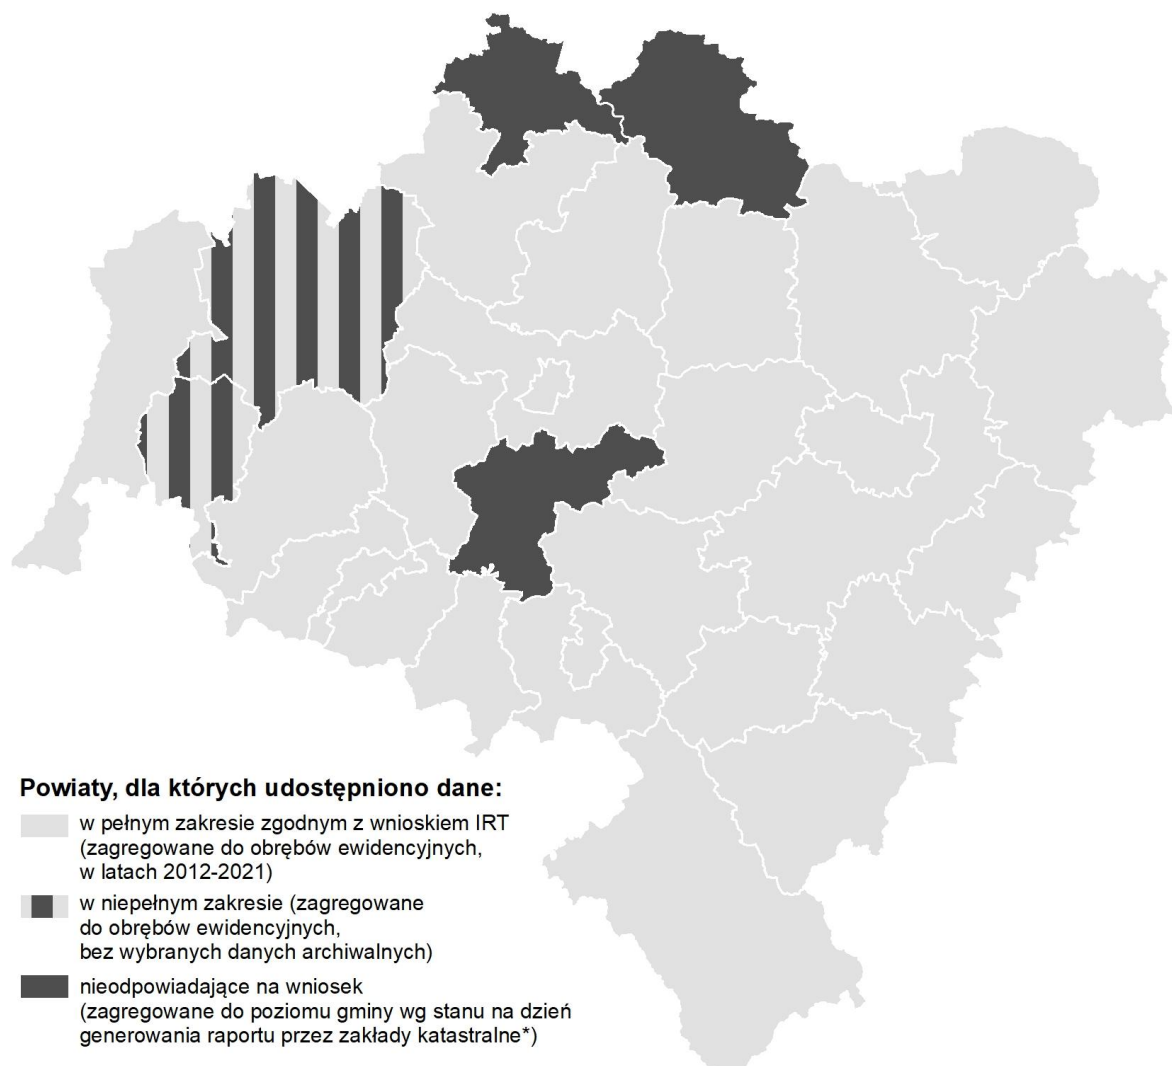 Powiaty, dla których udostępniono dane:
w pełnym zakresie zgodnym z wnioskiem IRT
(zagregowane do obrębów ewidencyjnych,
w latach 2012-2021)
w niepełnym zakresie (zagregowane
do obrębów ewidencyjnych,
bez wybranych danych archiwalnych)
nieodpowiadające na wniosek
(zagregowane do poziomu gminy wg stanu na dzień
generowania raportu przez zakłady katastralne*)